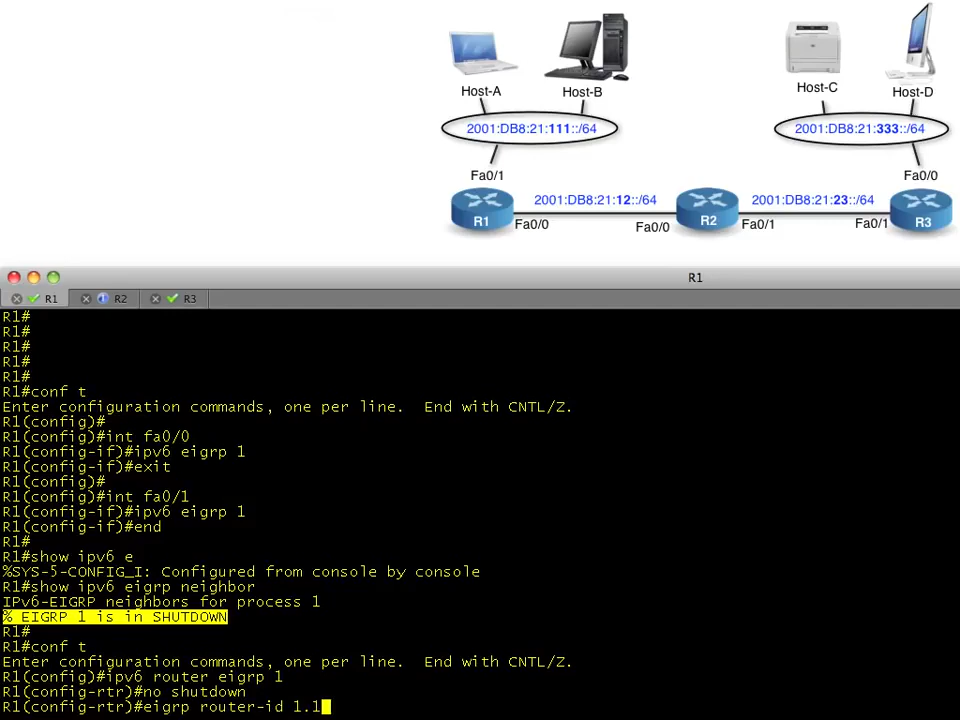 Host-A
Host-B
Host-C
Host-D
2001:DB8:21:111::/64
2001:DB8:21:333::/64
Fa0/1
Fa0/0
2001:DB8:21:12::/64
2001:DB8:21:23::/64
R1
Fa0/0
Fa0/0
R2
Fa0/1
Fa0/1
R3
R1
R1
R2
R3
R1#
R1#
R1#
R1#
R1#
R1#conf t
Enter configuration commands, one per line.  End with CNTL/Z.
R1(config)#
R1(config)#int fa0/0
R1(config-if)#ipv6 eigrp 1
R1(config-if)#exit
R1(config)#
R1(config)#int fa0/1
R1(config-if)#ipv6 eigrp 1
R1(config-if)#end
R1#
R1#show ipv6 e
%SYS-5-CONFIG_I: Configured from console by console
R1#show ipv6 eigrp neighbor
IPv6-EIGRP neighbors for process 1
% EIGRP 1 is in SHUTDOWN
R1#
R1#conf t
Enter configuration commands, one per line.  End with CNTL/Z.
R1(config)#ipv6 router eigrp 1
R1(config-rtr)#no shutdown
R1(config-rtr)#eigrp router-id 1.1